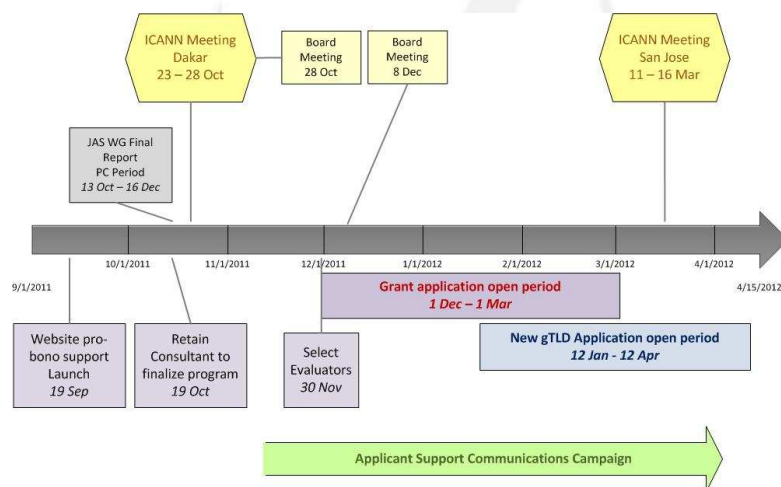 ICANN Meeting
Dakar
23 – 28 Oct
Board
Meeting
28 Oct
Board
Meeting
8 Dec
ICANN Meeting
San Jose
11 – 16 Mar
JAS WG Final
Report
PC Period
13 Oct – 16 Dec
10/1/2011
11/1/2011
12/1/2011
1/1/2012
2/1/2012
3/1/2012
4/1/2012
9/1/2011
4/15/2012
Grant application open period
1 Dec – 1 Mar
Website pro-
bono support
Launch
19 Sep
Retain
Consultant to
finalize program
19 Oct
Select
Evaluators
30 Nov
New gTLD Application open period
12 Jan - 12 Apr
Applicant Support Communications Campaign